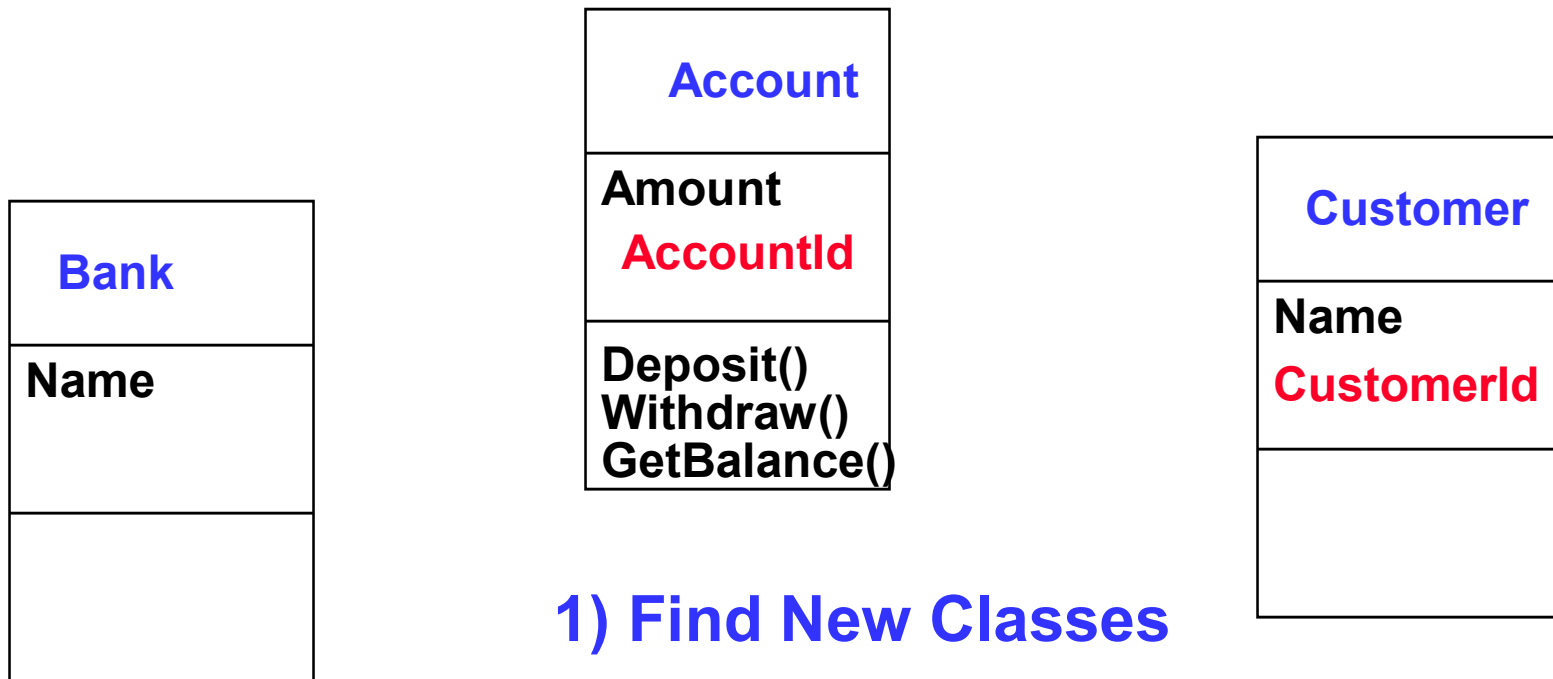 Bank
Name
Account
Amount
AccountId
Deposit()
Withdraw()
GetBalance()
Customer
Name
CustomerId
1) Find New Classes